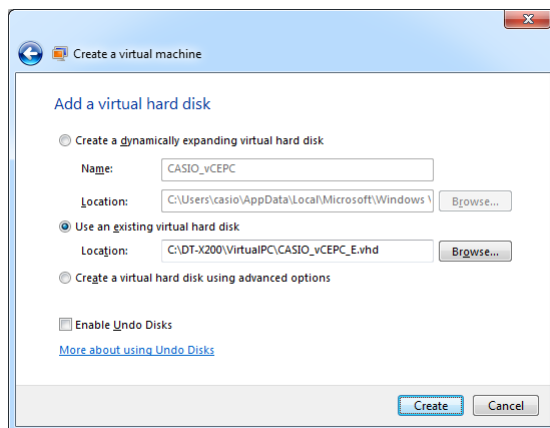 Create a virtual machine
Add a virtual hard disk
Create a dynamically expanding virtual hard disk
Name: CASIO_vCEPC
Location: C:\Users\casio\AppData\Local\Microsoft\Windows Browse...
Use an existing virtual hard disk
Location: C:\DT-X200\VirtualPC\CASIO_vCEPC_E.vhd Browse...
Create a virtual hard disk using advanced options
Enable Undo Disks
More about using Undo Disks
Create Cancel